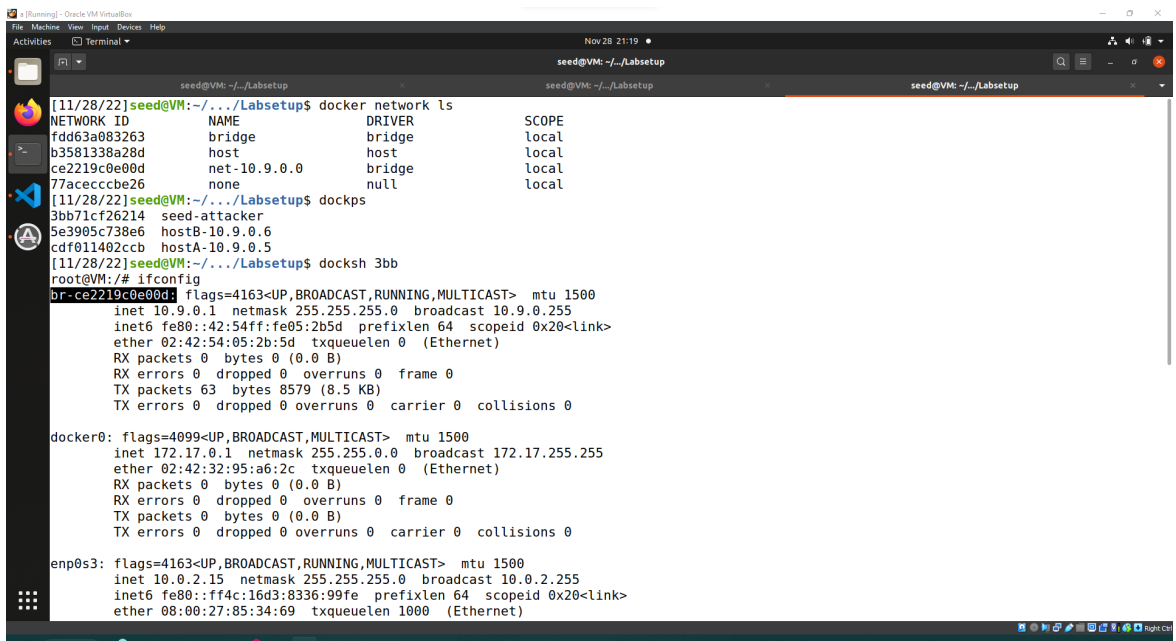 a [Running] - Oracle VM VirtualBox
File Machine View Input Devices Help
Activities Terminal Nov 28 21:19
seed@VM: ~/.../Labsetup
seed@VM: ~/.../Labsetup seed@VM: ~/.../Labsetup seed@VM: ~/.../Labsetup
[11/28/22]seed@VM:~/.../Labsetup$ docker network ls
NETWORK ID NAME DRIVER SCOPE
fdd63a083263 bridge bridge local
b3581338a28d host host local
ce2219c0e00d net-10.9.0.0 bridge local
77acecccbe26 none null local
[11/28/22]seed@VM:~/.../Labsetup$ dockps
3bb71cf26214 seed-attacker
5e3905c738e6 hostB-10.9.0.6
cdf011402ccb hostA-10.9.0.5
[11/28/22]seed@VM:~/.../Labsetup$ docksh 3bb
root@VM:/# ifconfig
br-ce2219c0e00d: flags=4163<UP,BROADCAST,RUNNING,MULTICAST> mtu 1500
inet 10.9.0.1 netmask 255.255.255.0 broadcast 10.9.0.255
inet6 fe80::42:54ff:fe05:2b5d prefixlen 64 scopeid 0x20<link>
ether 02:42:54:05:2b:5d txqueuelen 0 (Ethernet)
RX packets 0 bytes 0 (0.0 B)
RX errors 0 dropped 0 overruns 0 frame 0
TX packets 63 bytes 8579 (8.5 KB)
TX errors 0 dropped 0 overruns 0 carrier 0 collisions 0
docker0: flags=4099<UP,BROADCAST,MULTICAST> mtu 1500
inet 172.17.0.1 netmask 255.255.0.0 broadcast 172.17.255.255
ether 02:42:32:95:a6:2c txqueuelen 0 (Ethernet)
RX packets 0 bytes 0 (0.0 B)
RX errors 0 dropped 0 overruns 0 frame 0
TX packets 0 bytes 0 (0.0 B)
TX errors 0 dropped 0 overruns 0 carrier 0 collisions 0
enp0s3: flags=4163<UP,BROADCAST,RUNNING,MULTICAST> mtu 1500
inet 10.0.2.15 netmask 255.255.255.0 broadcast 10.0.2.255
inet6 fe80::ff4c:16d3:8336:99fe prefixlen 64 scopeid 0x20<link>
ether 08:00:27:85:34:69 txqueuelen 1000 (Ethernet)
Right Ctrl